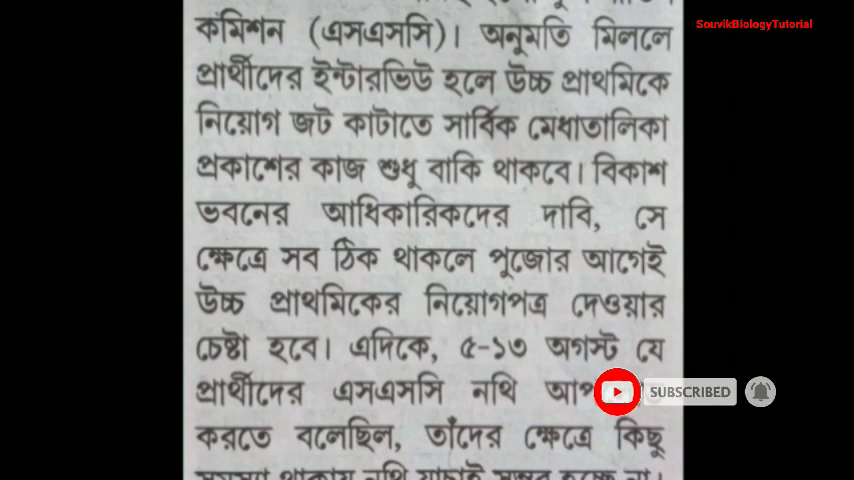 কমিশন (এসএসসি)। অনুমতি মিললে
SouvikBiologyTutorial
প্রার্থীদের ইন্টারভিউ হলে উচ্চ প্রাথমিকে
নিয়োগ জট কাটাতে সার্বিক মেধাতালিকা
প্রকাশের কাজ শুধু বাকি থাকবে। বিকাশ
ভবনের আধিকারিকদের দাবি, সে
ক্ষেত্রে সব ঠিক থাকলে পুজোর আগেই
উচ্চ প্রাথমিকের নিয়োগপত্র দেওয়ার
চেষ্টা হবে। এদিকে, ৫-১৩ অগস্ট যে
প্রার্থীদের এসএসসি নথি
SUBSCRIBED
করতে বলেছিল, তাঁদের ক্ষেত্রে কিছু